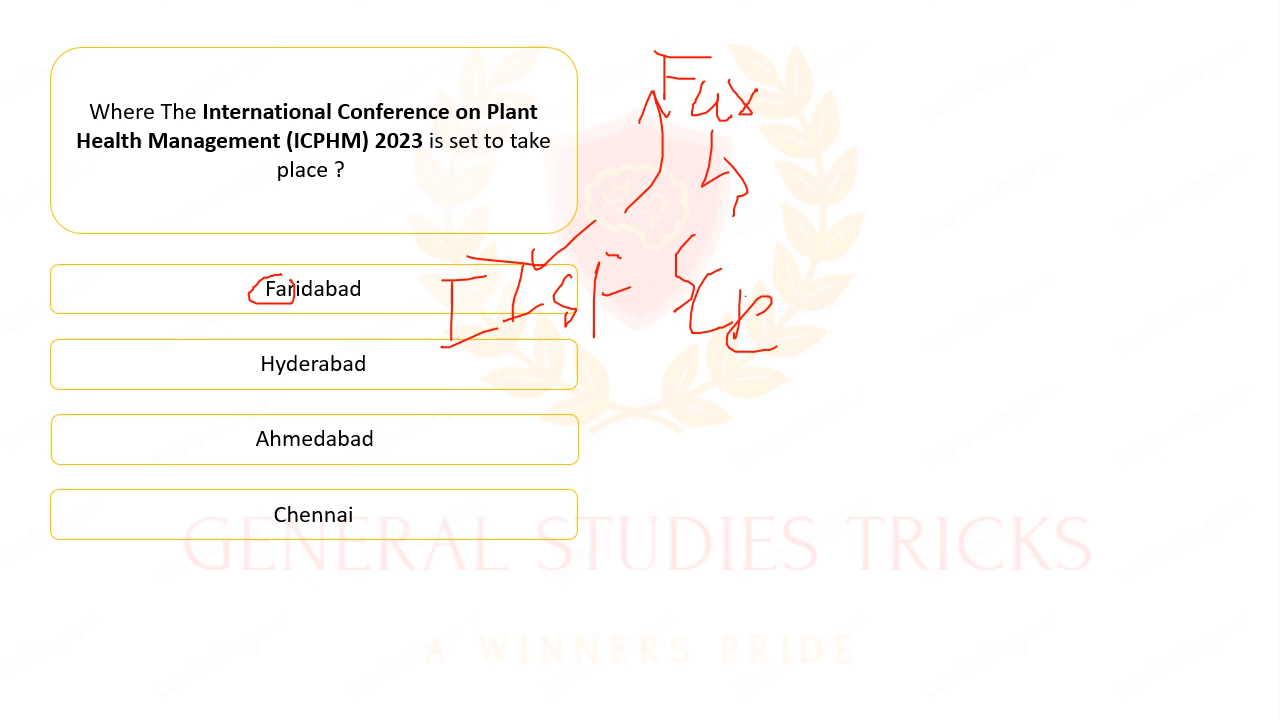 Where The International Conference on Plant
Health Management (ICPHM) 2023 is set to take
place ?
Faridabad
Hyderabad
Ahmedabad
Chennai
GENERAL STUDIES TRICKS
A WINNERS PRIDE